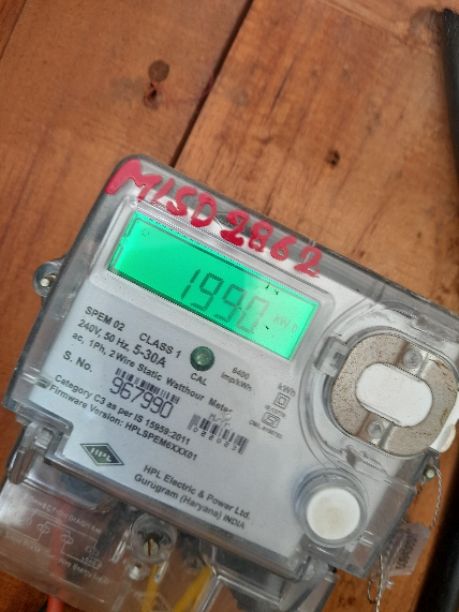 MISD 2862
1990 kWh
SPEM 02 CLASS 1
240V, 50 Hz, 5-30A
ac, 1Ph, 2 Wire Static Watthour Meter
S. No. 967990
Category C3 as per IS 15959:2011
Firmware Version: HPLSPEM6XXX01
CAL
6400
imp/kWh
kWh
HPL
HPL Electric & Power Ltd.
Gurugram (Haryana) INDIA